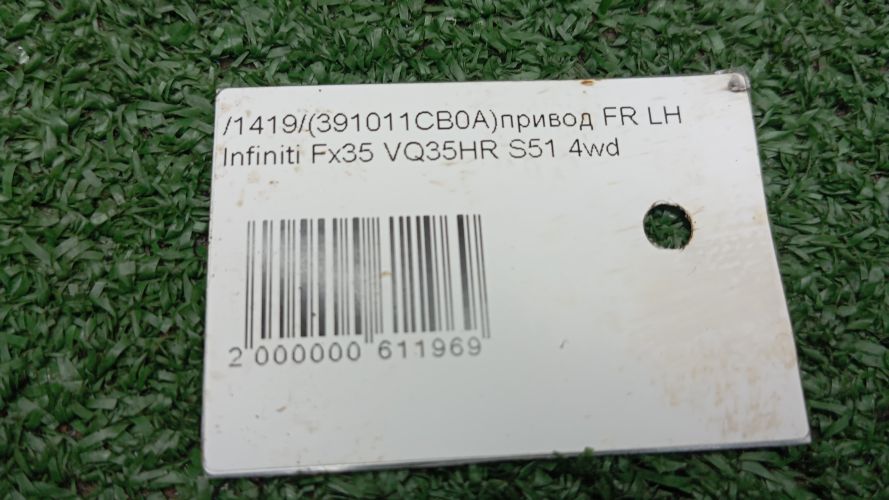 /1419/(391011CB0A)привод FR LH
Infiniti Fx35 VQ35HR S51 4wd
2 000000 611969